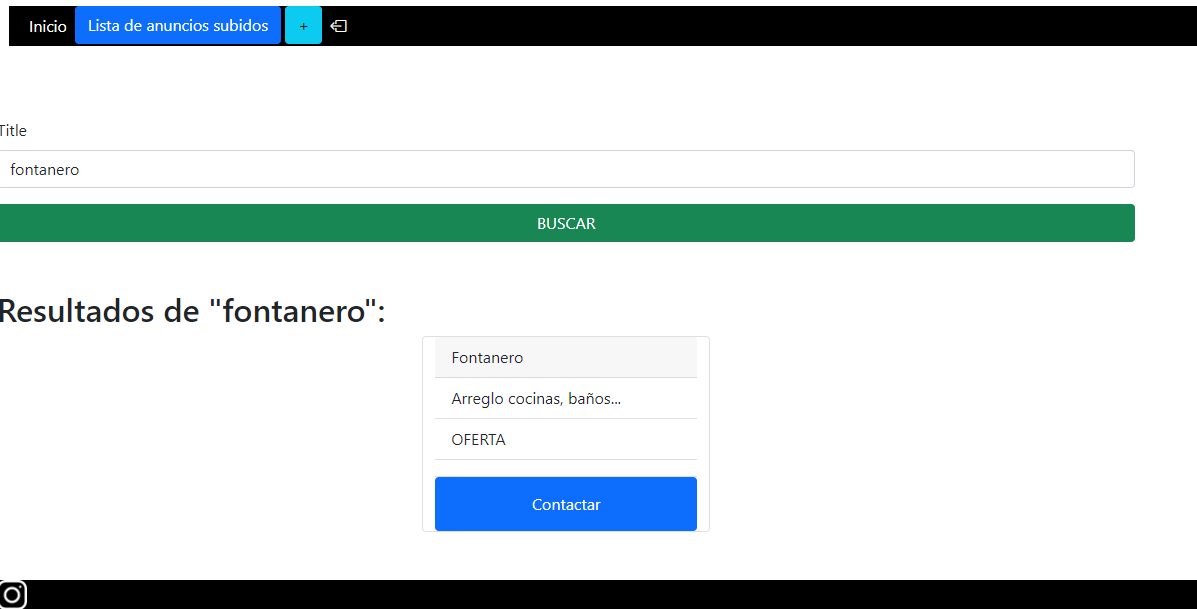 Inicio Lista de anuncios subidos +
Title
fontanero
BUSCAR
Resultados de "fontanero":
Fontanero
Arreglo cocinas, baños...
OFERTA
Contactar